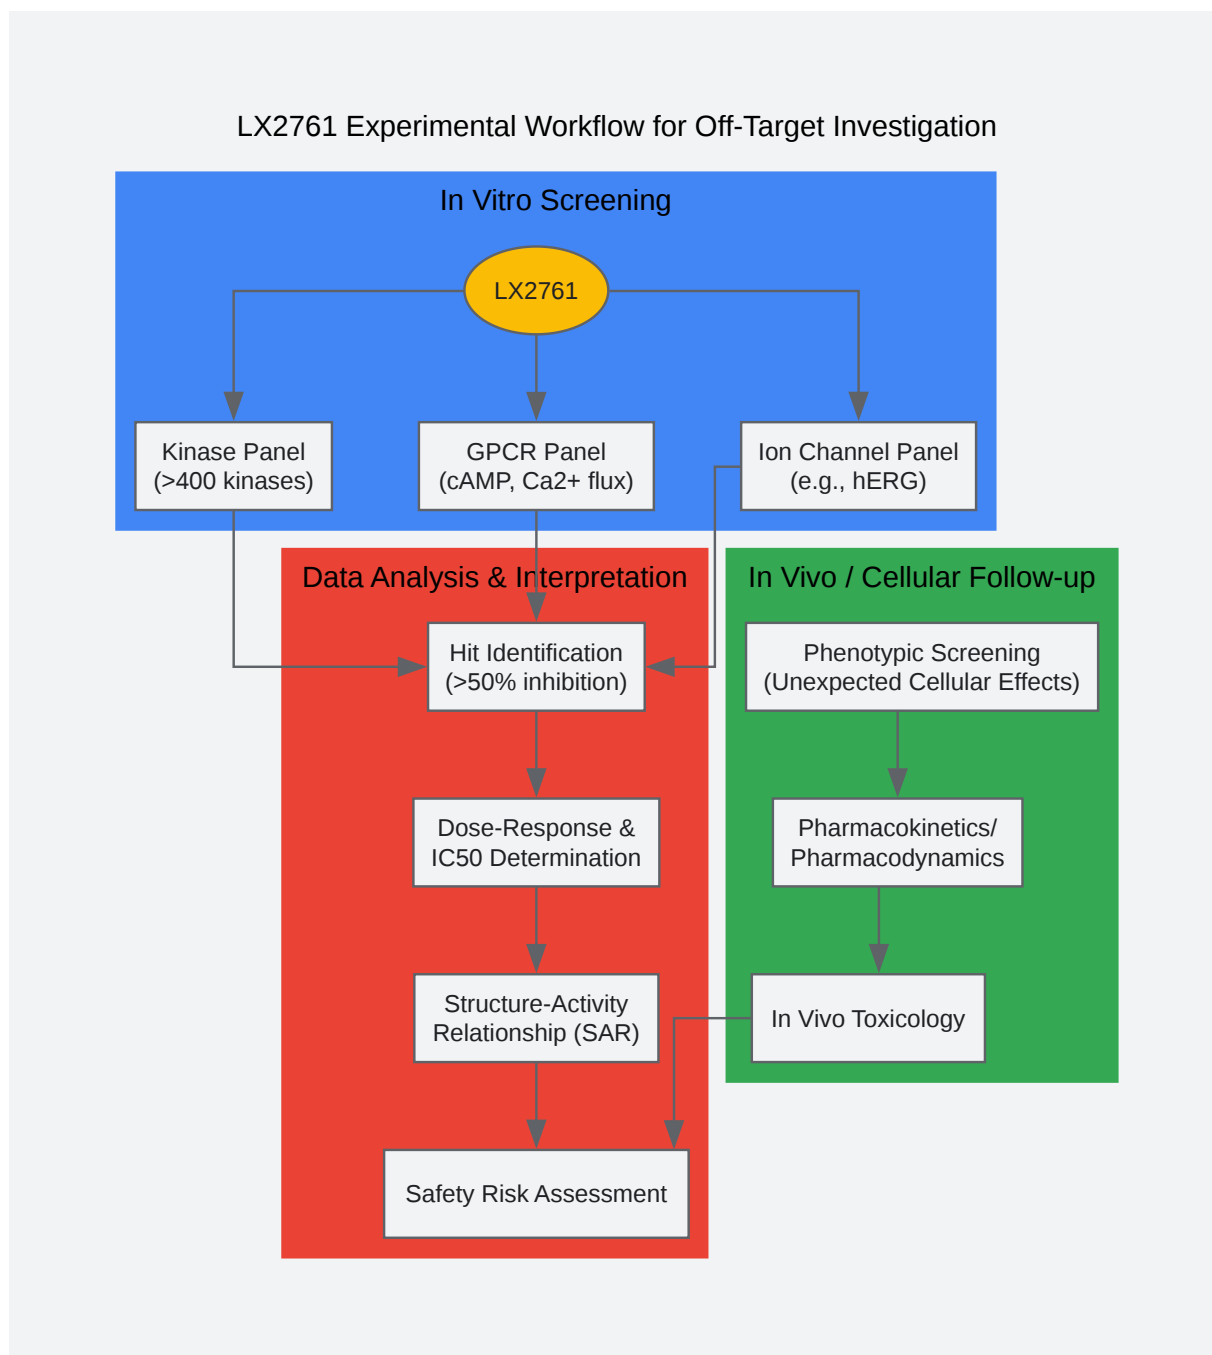 LX2761 Experimental Workflow for Off-Target Investigation
In Vitro Screening
LX2761
Kinase Panel
(>400 kinases)
GPCR Panel
(cAMP, Ca2+ flux)
Ion Channel Panel
(e.g., hERG)
Data Analysis & Interpretation
Hit Identification
(>50% inhibition)
Dose-Response &
IC50 Determination
Structure-Activity
Relationship (SAR)
Safety Risk Assessment
In Vivo / Cellular Follow-up
Phenotypic Screening
(Unexpected Cellular Effects)
Pharmacokinetics/
Pharmacodynamics
In Vivo Toxicology